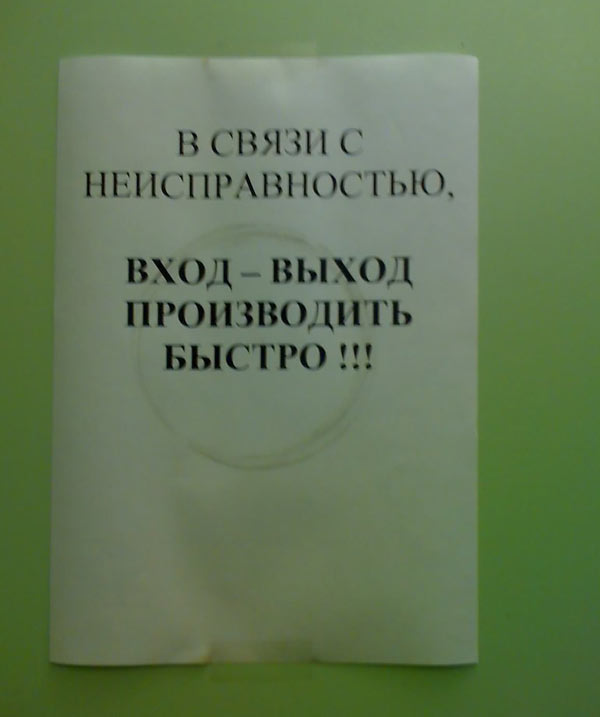 В СВЯЗИ С
НЕИСПРАВНОСТЬЮ,
ВХОД – ВЫХОД
ПРОИЗВОДИТЬ
БЫСТРО !!!